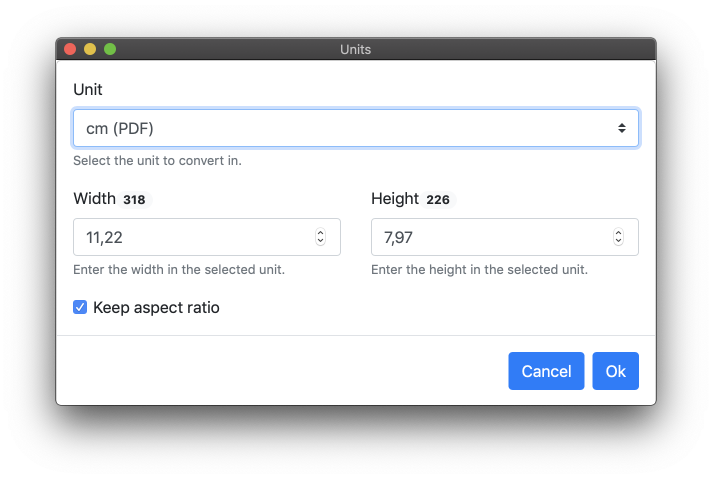 Units
Unit
cm (PDF)
Select the unit to convert in.
Width 318
Height 226
11,22
7,97
Enter the width in the selected unit.
Enter the height in the selected unit.
Keep aspect ratio
Cancel
Ok